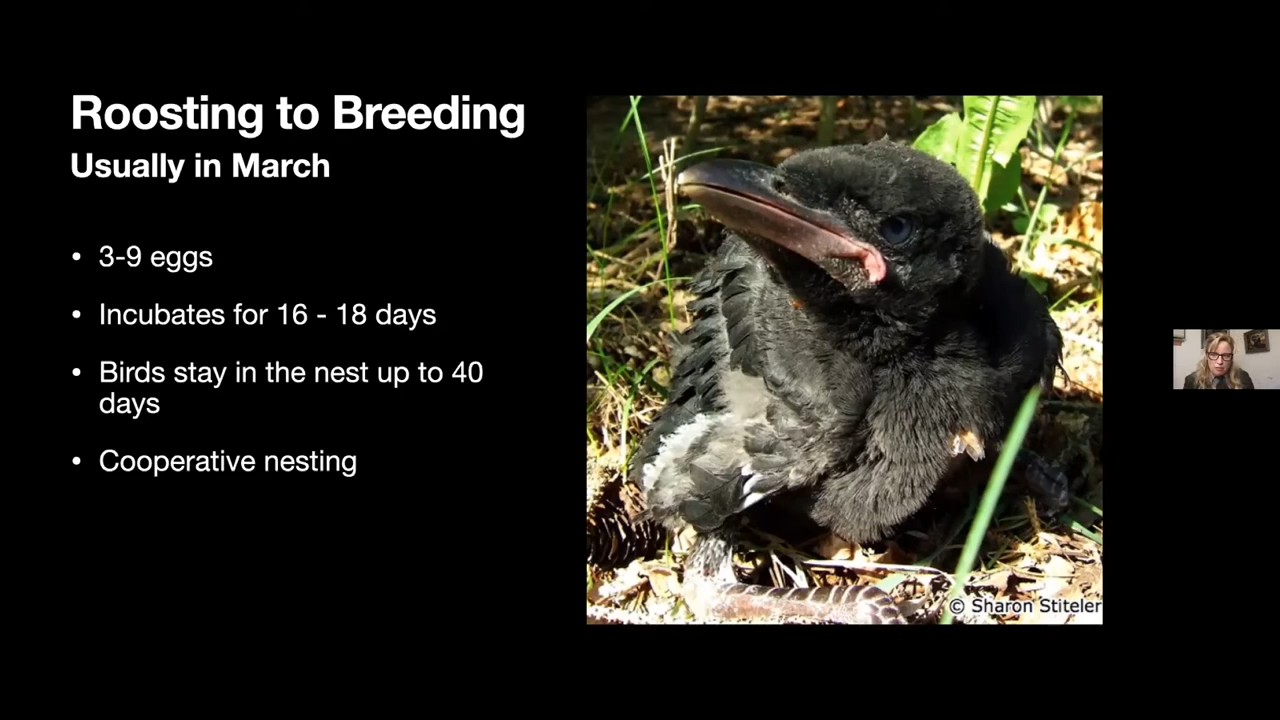 Roosting to Breeding
Usually in March
• 3-9 eggs
• Incubates for 16 - 18 days
• Birds stay in the nest up to 40
days
• Cooperative nesting
© Sharon Stiteler